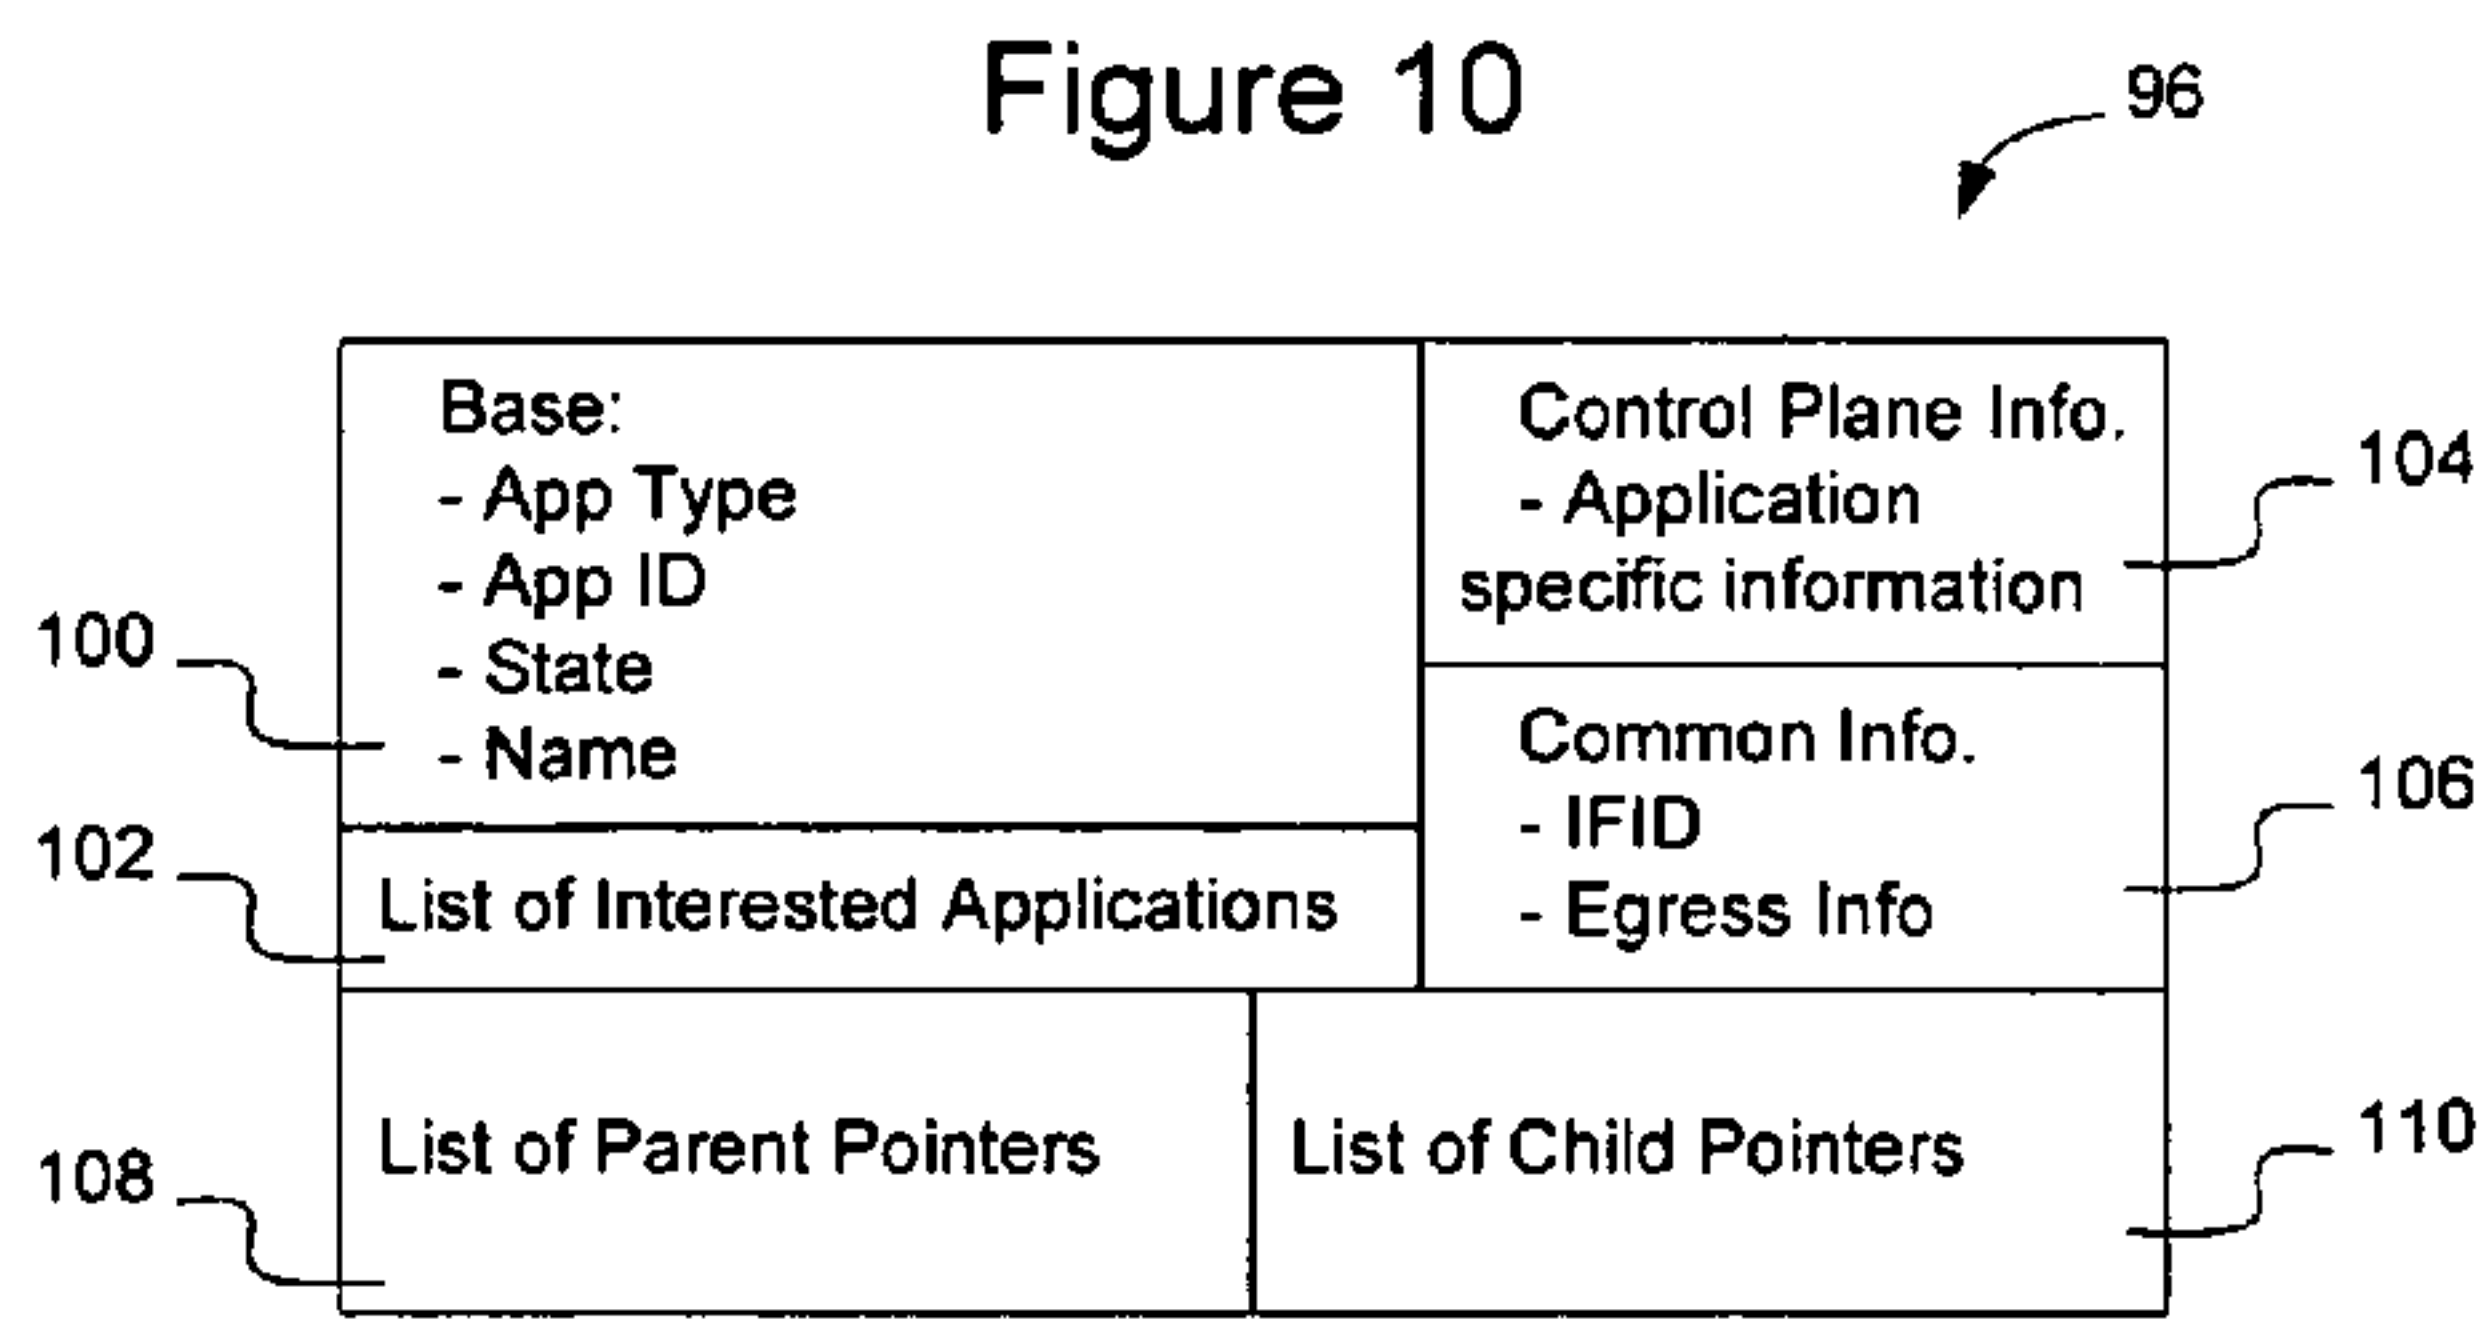 Figure 10
96
Base:
- App Type
- App ID
- State
- Name
100
Control Plane Info.
- Application
specific information
104
List of Interested Applications
102
Common Info.
- IFID
- Egress Info
106
List of Parent Pointers
108
List of Child Pointers
110